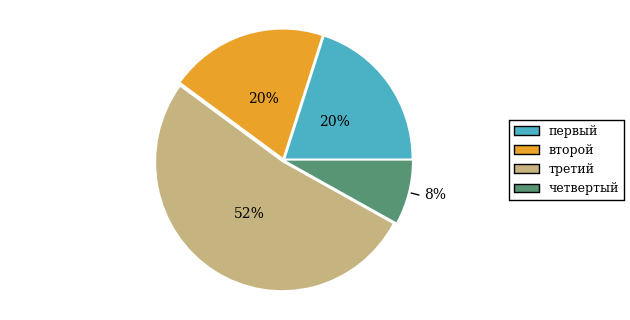 20%
20%
52%
8%
первый
второй
третий
четвертый